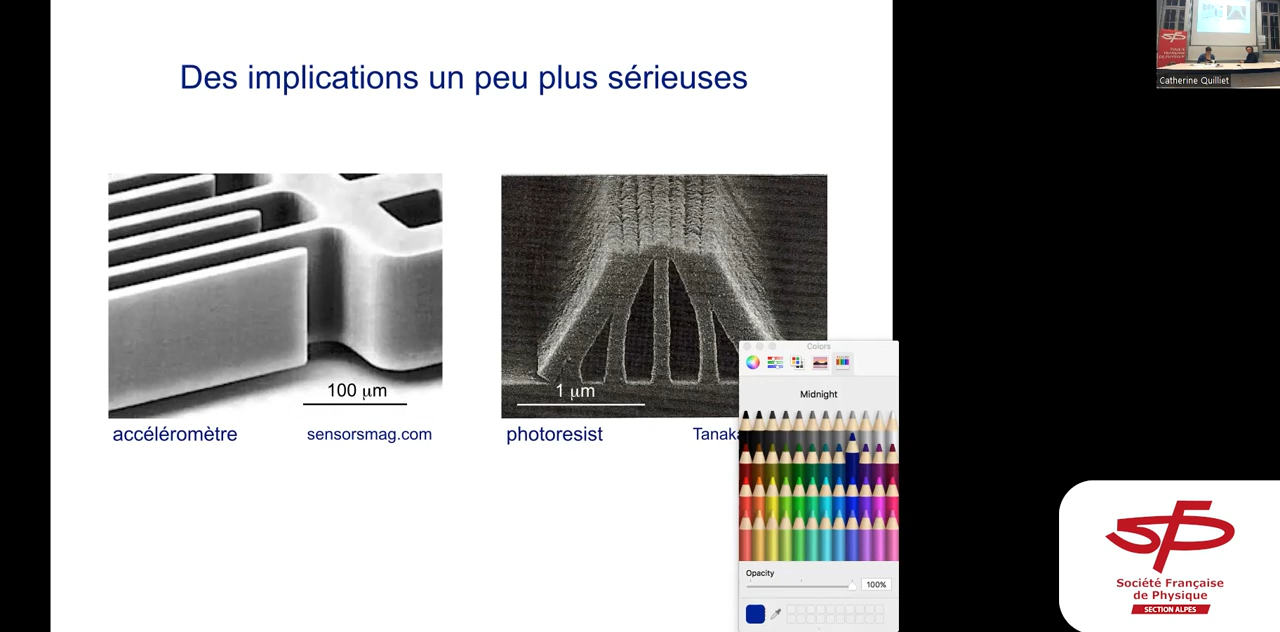 Des implications un peu plus sérieuses
Catherine Quilliet
100 μm
1 μm
accéléromètre
sensorsmag.com
photoresist
Tanaka
Colors
Midnight
Opacity
100%
sfp
Société Française
de Physique
SECTION ALPES